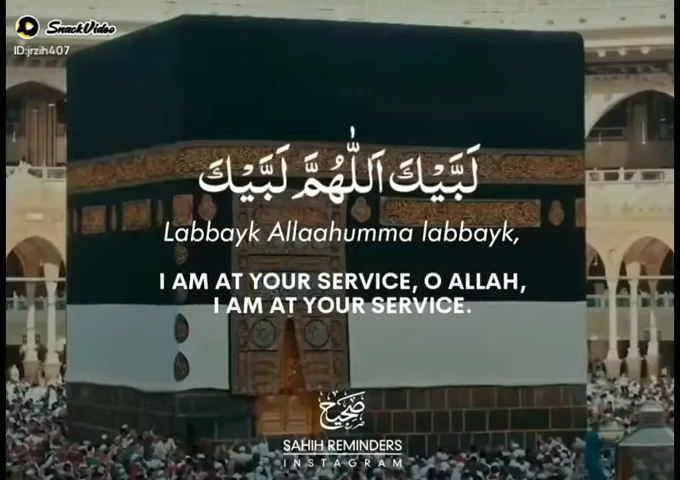 SnackVideo
ID:jrzih407
لَبَّيْكَ اَللّٰهُمَّ لَبَّيْكَ
Labbayk Allaahumma labbayk,
I AM AT YOUR SERVICE, O ALLAH,
I AM AT YOUR SERVICE.
صَحِيح
SAHIH REMINDERS
INSTAGRAM